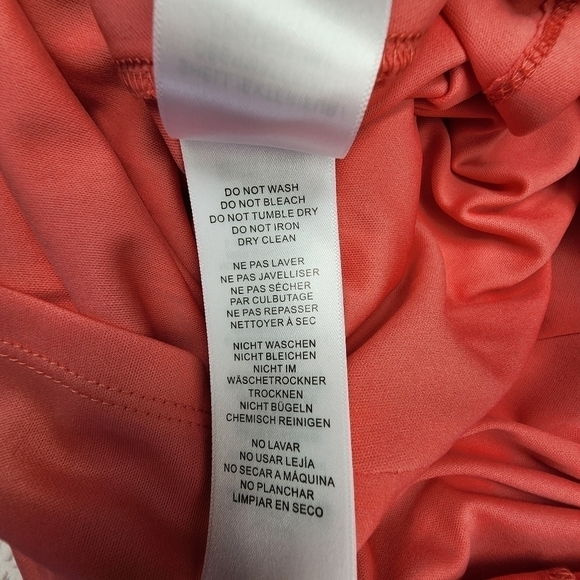 DO NOT WASH
DO NOT BLEACH
DO NOT TUMBLE DRY
DO NOT IRON
DRY CLEAN
NE PAS LAVER
NE PAS JAVELLISER
NE PAS SÉCHER
PAR CULBUTAGE
NE PAS REPASSER
NETTOYER À SEC
NICHT WASCHEN
NICHT BLEICHEN
NICHT IM
WÄSCHETROCKNER
TROCKNEN
NICHT BÜGELN
CHEMISCH REINIGEN
NO LAVAR
NO USAR LEJÍA
NO SECAR A MÁQUINA
NO PLANCHAR
LIMPIAR EN SECO